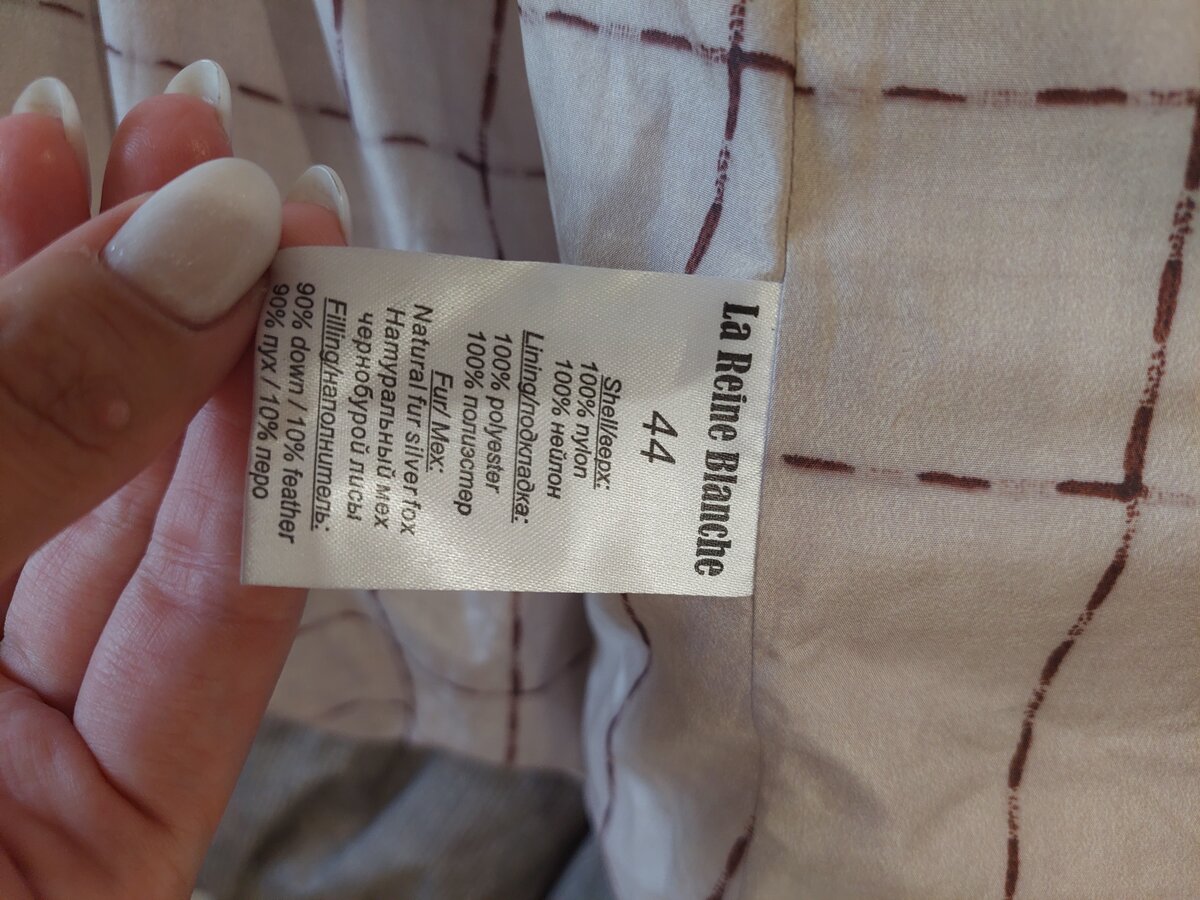 La Reine Blanche
44
Shell/верх:
100% nylon
100% нейлон
Lining/подкладка:
100% polyester
100% полиэстер
Fur/ Мех:
Natural fur silver fox
Натуральный мех
чернобурой лисы
Filling/наполнитель:
90% down / 10% feather
90% пух / 10% перо